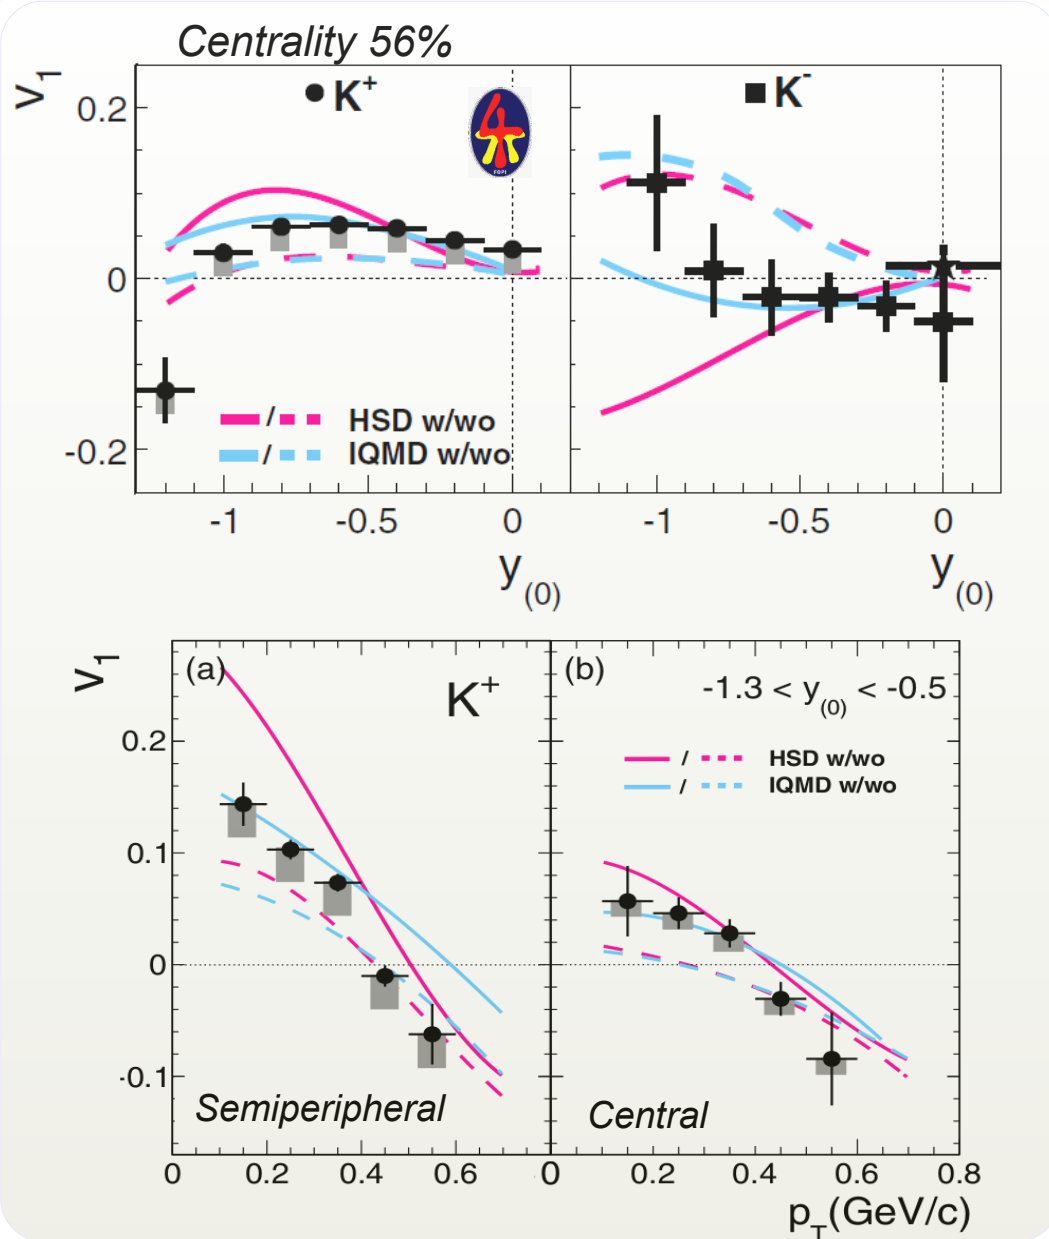 Centrality 56%
v1
0.2
0
-0.2
K+
FOPI
K-
/ HSD w/wo
/ IQMD w/wo
-1 -0.5 0
-1 -0.5 0
y(0)
y(0)
v1
(a)
K+
(b)
-1.3 < y(0) < -0.5
/ HSD w/wo
/ IQMD w/wo
0.2
0.1
0
-0.1
Semiperipheral
Central
0 0.2 0.4 0.6 0 0.2 0.4 0.6 0.8
pT(GeV/c)